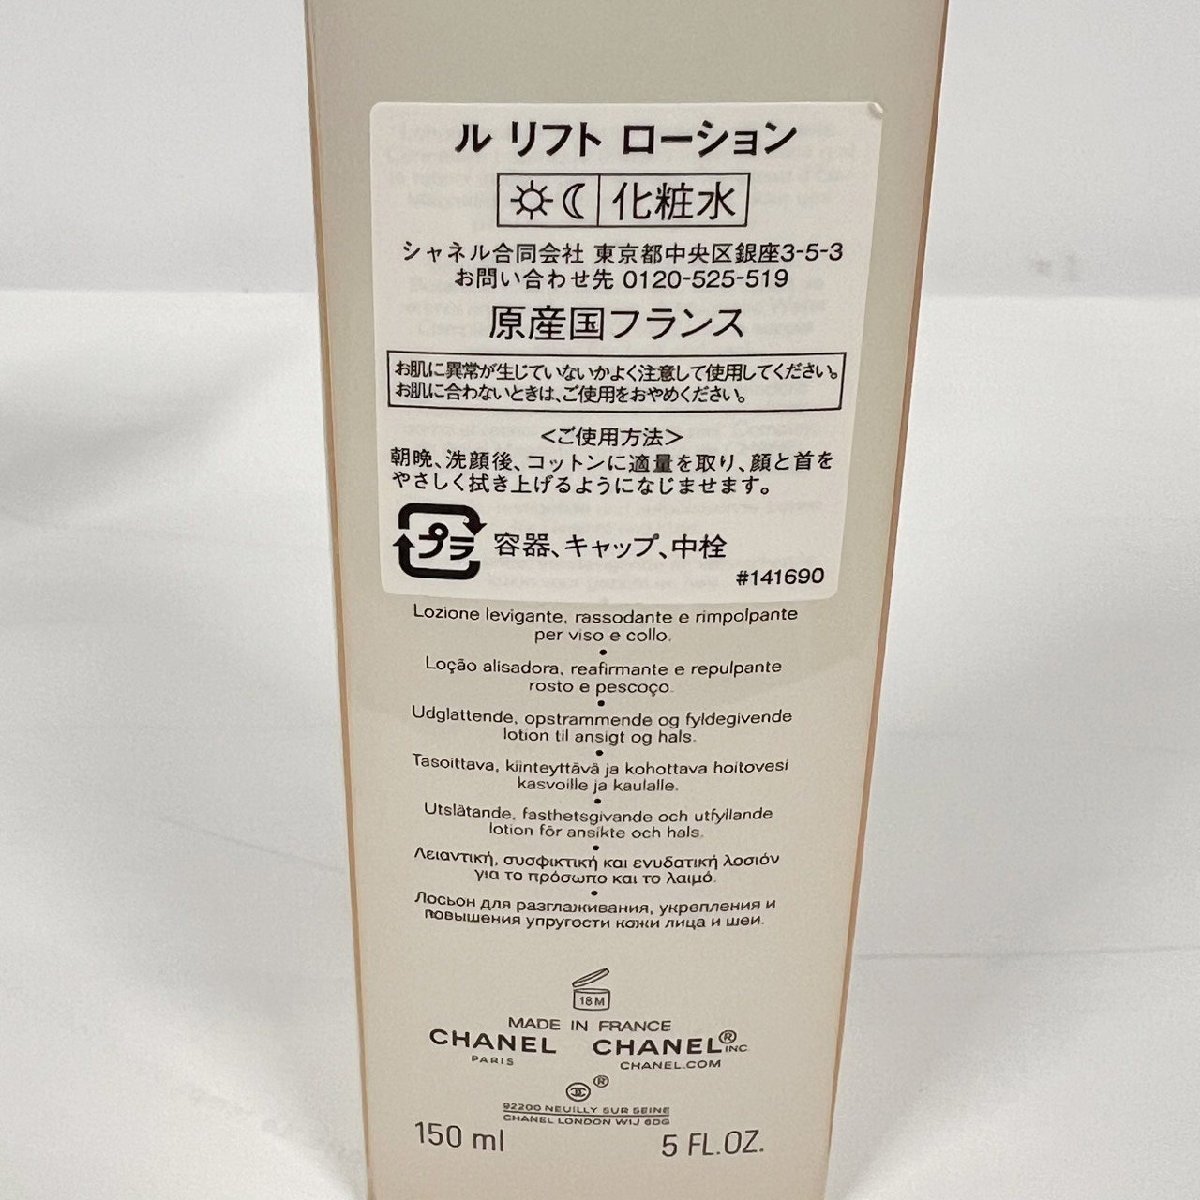 ル リフト ローション
化粧水
シャネル合同会社 東京都中央区銀座3-5-3
お問い合わせ先 0120-525-519
原産国フランス
お肌に異常が生じていないかよく注意して使用してください。
お肌に合わないときは、ご使用をおやめください。
<ご使用方法>
朝晩、洗顔後、コットンに適量を取り、顔と首を
やさしく拭き上げるようになじませます。
プラ 容器、キャップ、中栓
#141690
Lozione levigante, rassodante e rimpolpante
per viso e collo.
•
Loção alisadora, reafirmante e repulpante
rosto e pescoço.
•
Udglattende, opstrammende og fyldegivende
lotion til ansigt og hals.
•
Tasoittava, kiinteyttävä ja kohottava hoitovesi
kasvoille ja kaulalle.
•
Utslätande, fasthetsgivande och utfyllande
lotion för ansikte och hals.
•
Λειαντική, συσφικτική και ενυδατική λοσιόν
για το πρόσωπο και το λαιμό.
•
Лосьон для разглаживания, укрепления и
повышения упругости кожи лица и шеи.
18M
MADE IN FRANCE
CHANEL CHANEL® INC.
PARIS CHANEL.COM
®
92200 NEUILLY SUR SEINE
CHANEL LONDON W1J 6DG
150 ml 5 FL.OZ.